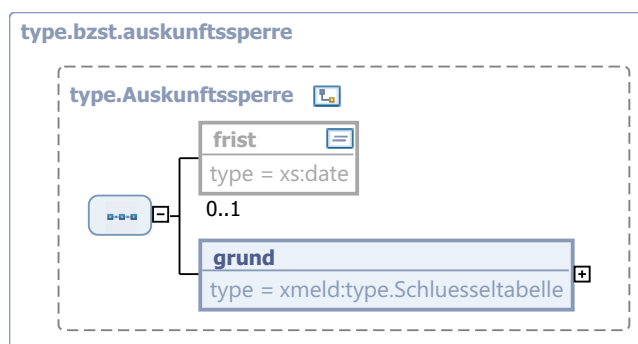 type.bzst.auskunftssperre
type.Auskunftssperre
frist
type = xs:date
0..1
grund
type = xmeld:type.Schluesseltabelle